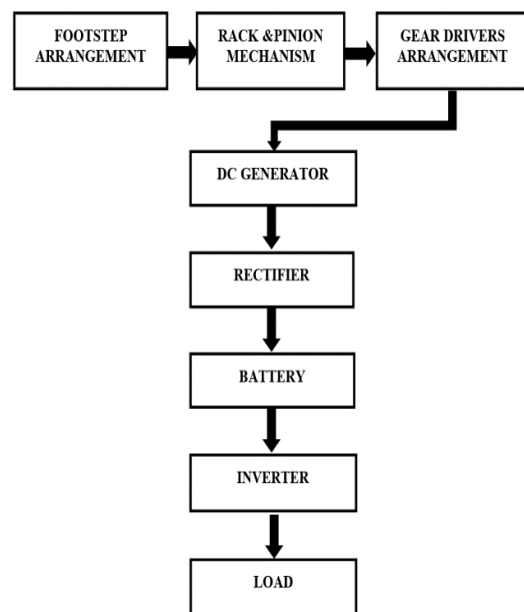 FOOTSTEP
ARRANGEMENT
RACK &PINION
MECHANISM
GEAR DRIVERS
ARRANGEMENT
DC GENERATOR
RECTIFIER
BATTERY
INVERTER
LOAD